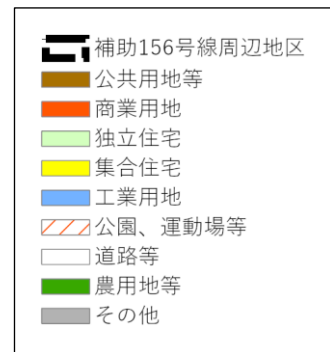 補助156号線周辺地区
公共用地等
商業用地
独立住宅
集合住宅
工業用地
公園、運動場等
道路等
農用地等
その他